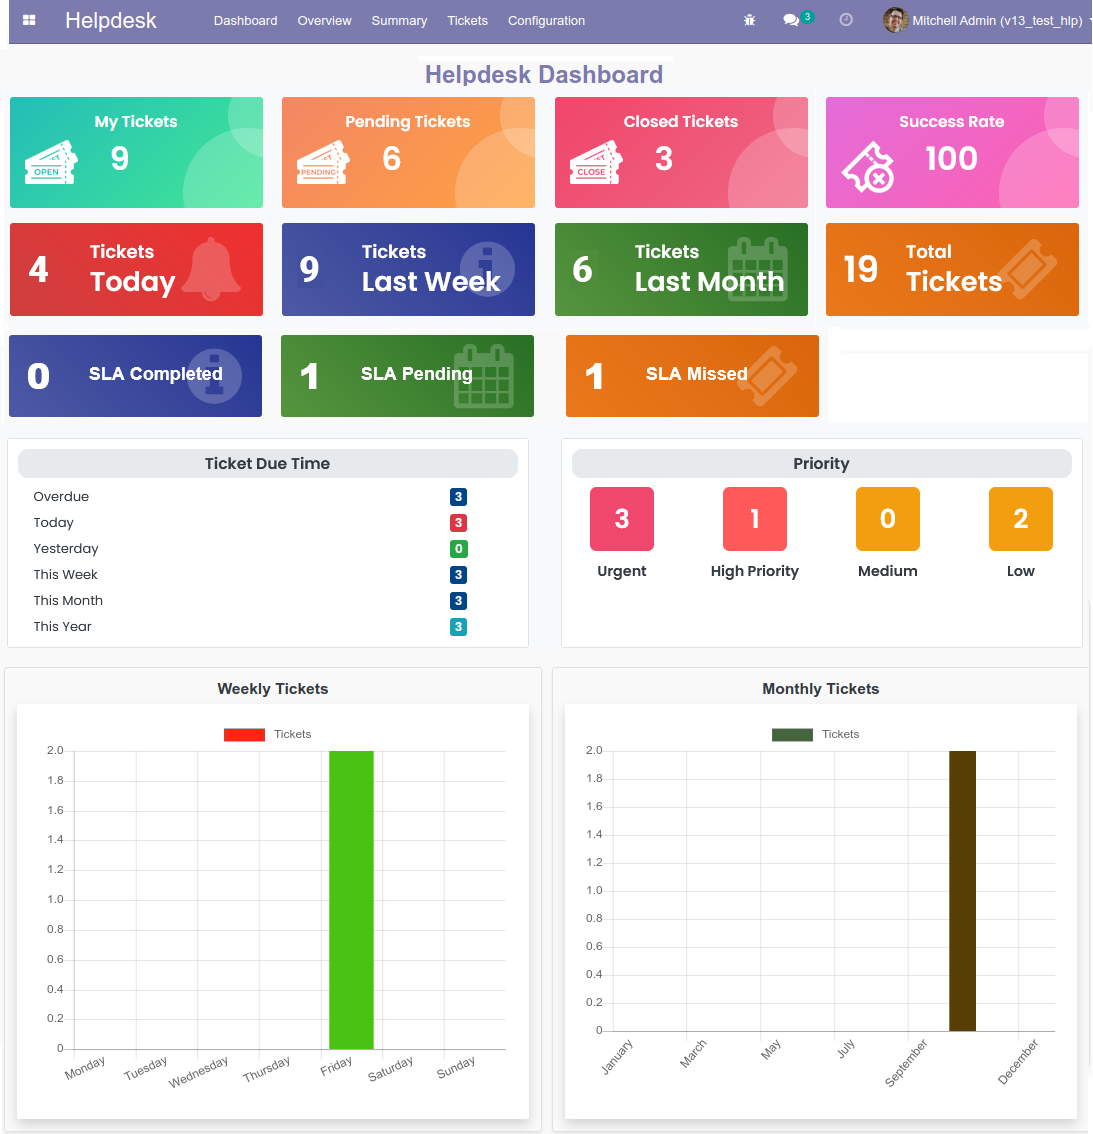 Helpdesk Dashboard Overview Summary Tickets Configuration 3 Mitchell Admin (v13_test_hlp)
Helpdesk Dashboard
My Tickets
OPEN
9
Pending Tickets
PENDING
6
Closed Tickets
CLOSE
3
Success Rate
100
4
Tickets
Today
9
Tickets
Last Week
6
Tickets
Last Month
19
Total
Tickets
0 SLA Completed
1 SLA Pending
1 SLA Missed
Ticket Due Time
Overdue 3
Today 3
Yesterday 0
This Week 3
This Month 3
This Year 3
Priority
3 1 0 2
Urgent High Priority Medium Low
Weekly Tickets
Tickets
2.0
1.8
1.6
1.4
1.2
1.0
0.8
0.6
0.4
0.2
0
Monday Tuesday Wednesday Thursday Friday Saturday Sunday
Monthly Tickets
Tickets
2.0
1.8
1.6
1.4
1.2
1.0
0.8
0.6
0.4
0.2
0
January March May July September December